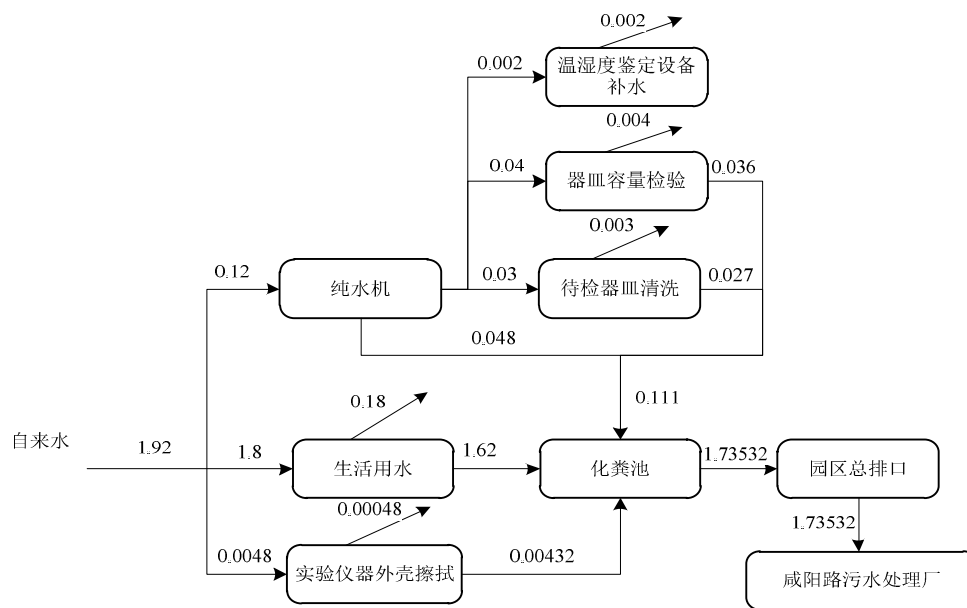 0.002
0.002
温湿度鉴定设备
补水
0.004
0.04
器皿容量检验
0.036
0.003
0.12
纯水机
0.03
待检器皿清洗
0.027
0.048
0.18
0.111
自来水
1.92
1.8
生活用水
1.62
化粪池
1.73532
园区总排口
0.00048
1.73532
0.0048
实验仪器外壳擦拭
0.00432
咸阳路污水处理厂